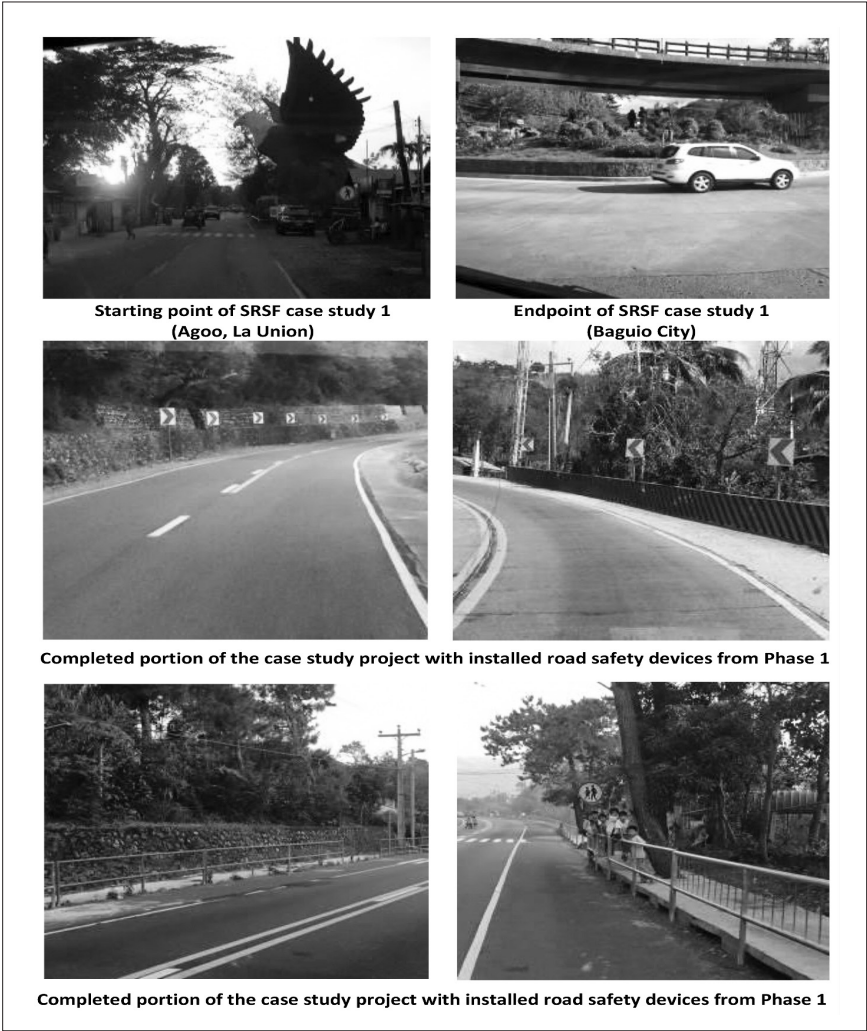 Starting point of SRSF case study 1
(Agoo, La Union)
Endpoint of SRSF case study 1
(Baguio City)
Completed portion of the case study project with installed road safety devices from Phase 1
Completed portion of the case study project with installed road safety devices from Phase 1